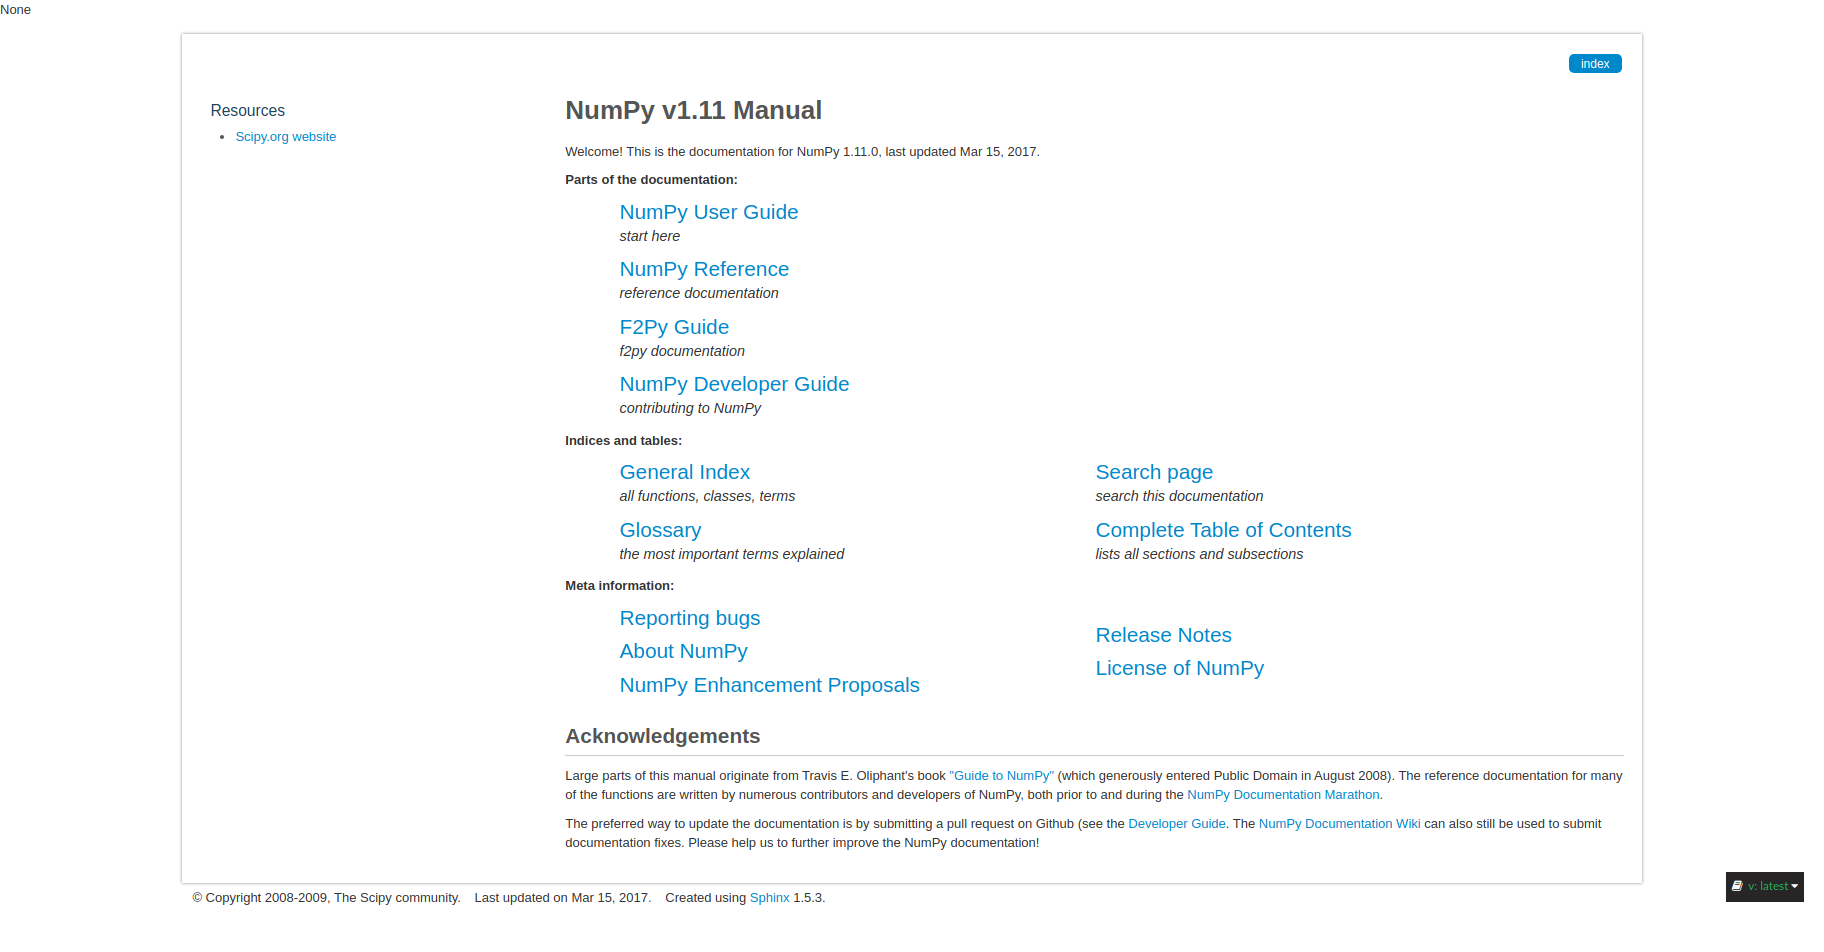 None
index
Resources
Scipy.org website
NumPy v1.11 Manual
Welcome! This is the documentation for NumPy 1.11.0, last updated Mar 15, 2017.
Parts of the documentation:
NumPy User Guide
start here
NumPy Reference
reference documentation
F2Py Guide
f2py documentation
NumPy Developer Guide
contributing to NumPy
Indices and tables:
General Index
all functions, classes, terms
Glossary
the most important terms explained
Search page
search this documentation
Complete Table of Contents
lists all sections and subsections
Meta information:
Reporting bugs
About NumPy
NumPy Enhancement Proposals
Release Notes
License of NumPy
Acknowledgements
Large parts of this manual originate from Travis E. Oliphant's book "Guide to NumPy" (which generously entered Public Domain in August 2008). The reference documentation for many
of the functions are written by numerous contributors and developers of NumPy, both prior to and during the NumPy Documentation Marathon.
The preferred way to update the documentation is by submitting a pull request on Github (see the Developer Guide. The NumPy Documentation Wiki can also still be used to submit
documentation fixes. Please help us to further improve the NumPy documentation!
© Copyright 2008-2009, The Scipy community. Last updated on Mar 15, 2017. Created using Sphinx 1.5.3.
v: latest